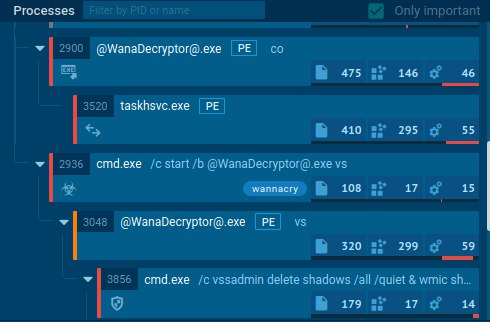 Processes Filter by PID or name Only important
2900 @WanaDecryptor@.exe PE co
EXE
475 146 46
3520 taskhsvc.exe PE
410 295 55
2936 cmd.exe /c start /b @WanaDecryptor@.exe vs
wannacry 108 17 15
3048 @WanaDecryptor@.exe PE vs
320 299 59
3856 cmd.exe /c vssadmin delete shadows /all /quiet & wmic sh...
179 17 14